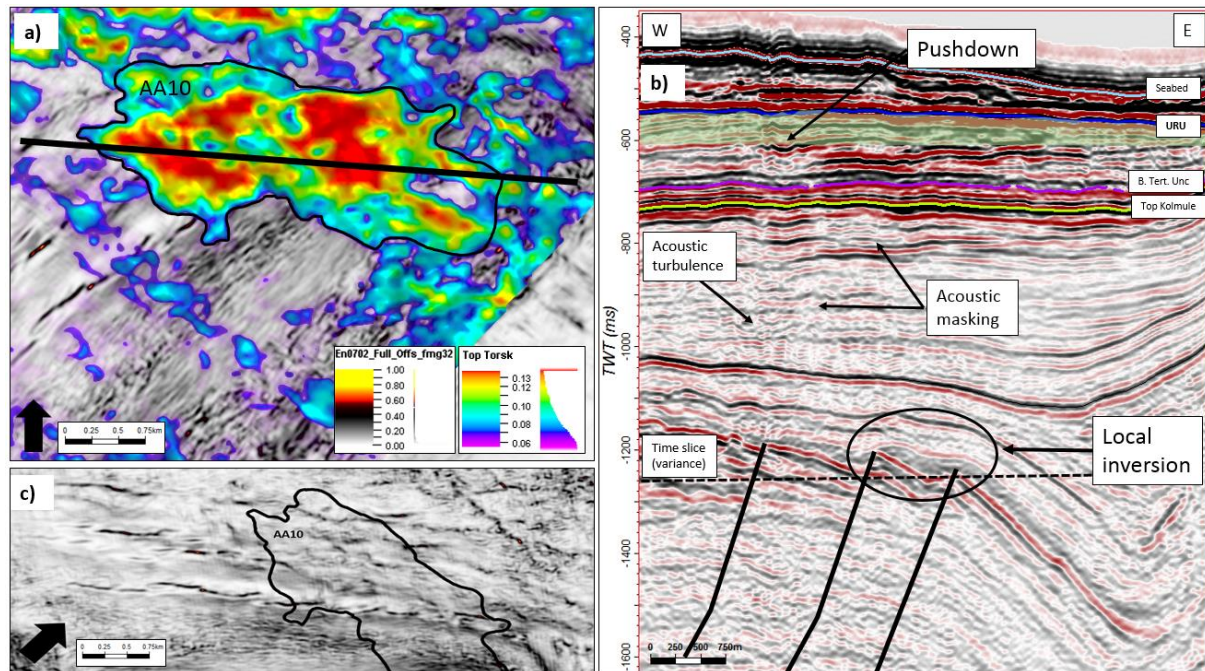 a)
AA10
En0702_Full_Offs_fmg32
1.00
0.80
0.60
0.40
0.20
0.00
Top Torsk
0.13
0.12
0.10
0.08
0.06
0 0.25 0.5 0.75km
c)
AA10
0 0.25 0.5 0.75km
W
E
b)
Pushdown
Seabed
URU
B. Tert. Unc
Top Kolmule
Acoustic
turbulence
Acoustic
masking
Time slice
(variance)
Local
inversion
TWT (ms)
-400
-600
-800
-1000
-1200
-1400
-1600
0 250 500 750m